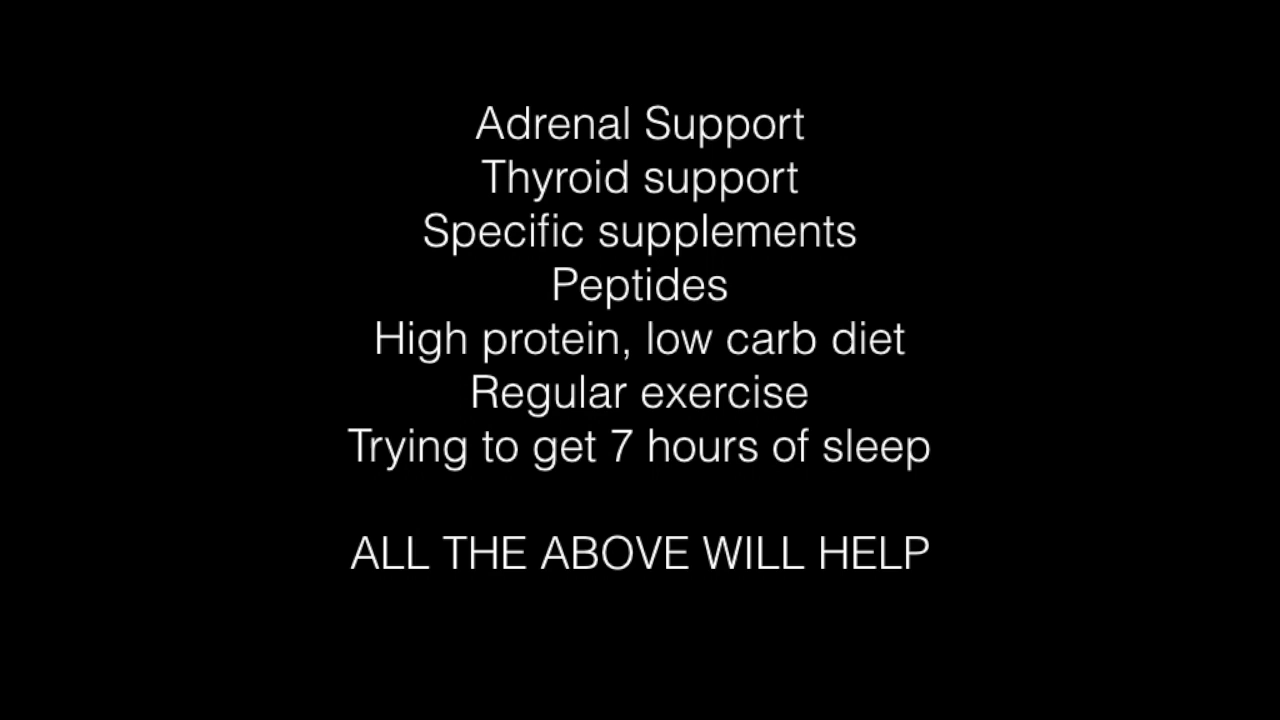 Adrenal Support
Thyroid support
Specific supplements
Peptides
High protein, low carb diet
Regular exercise
Trying to get 7 hours of sleep
ALL THE ABOVE WILL HELP